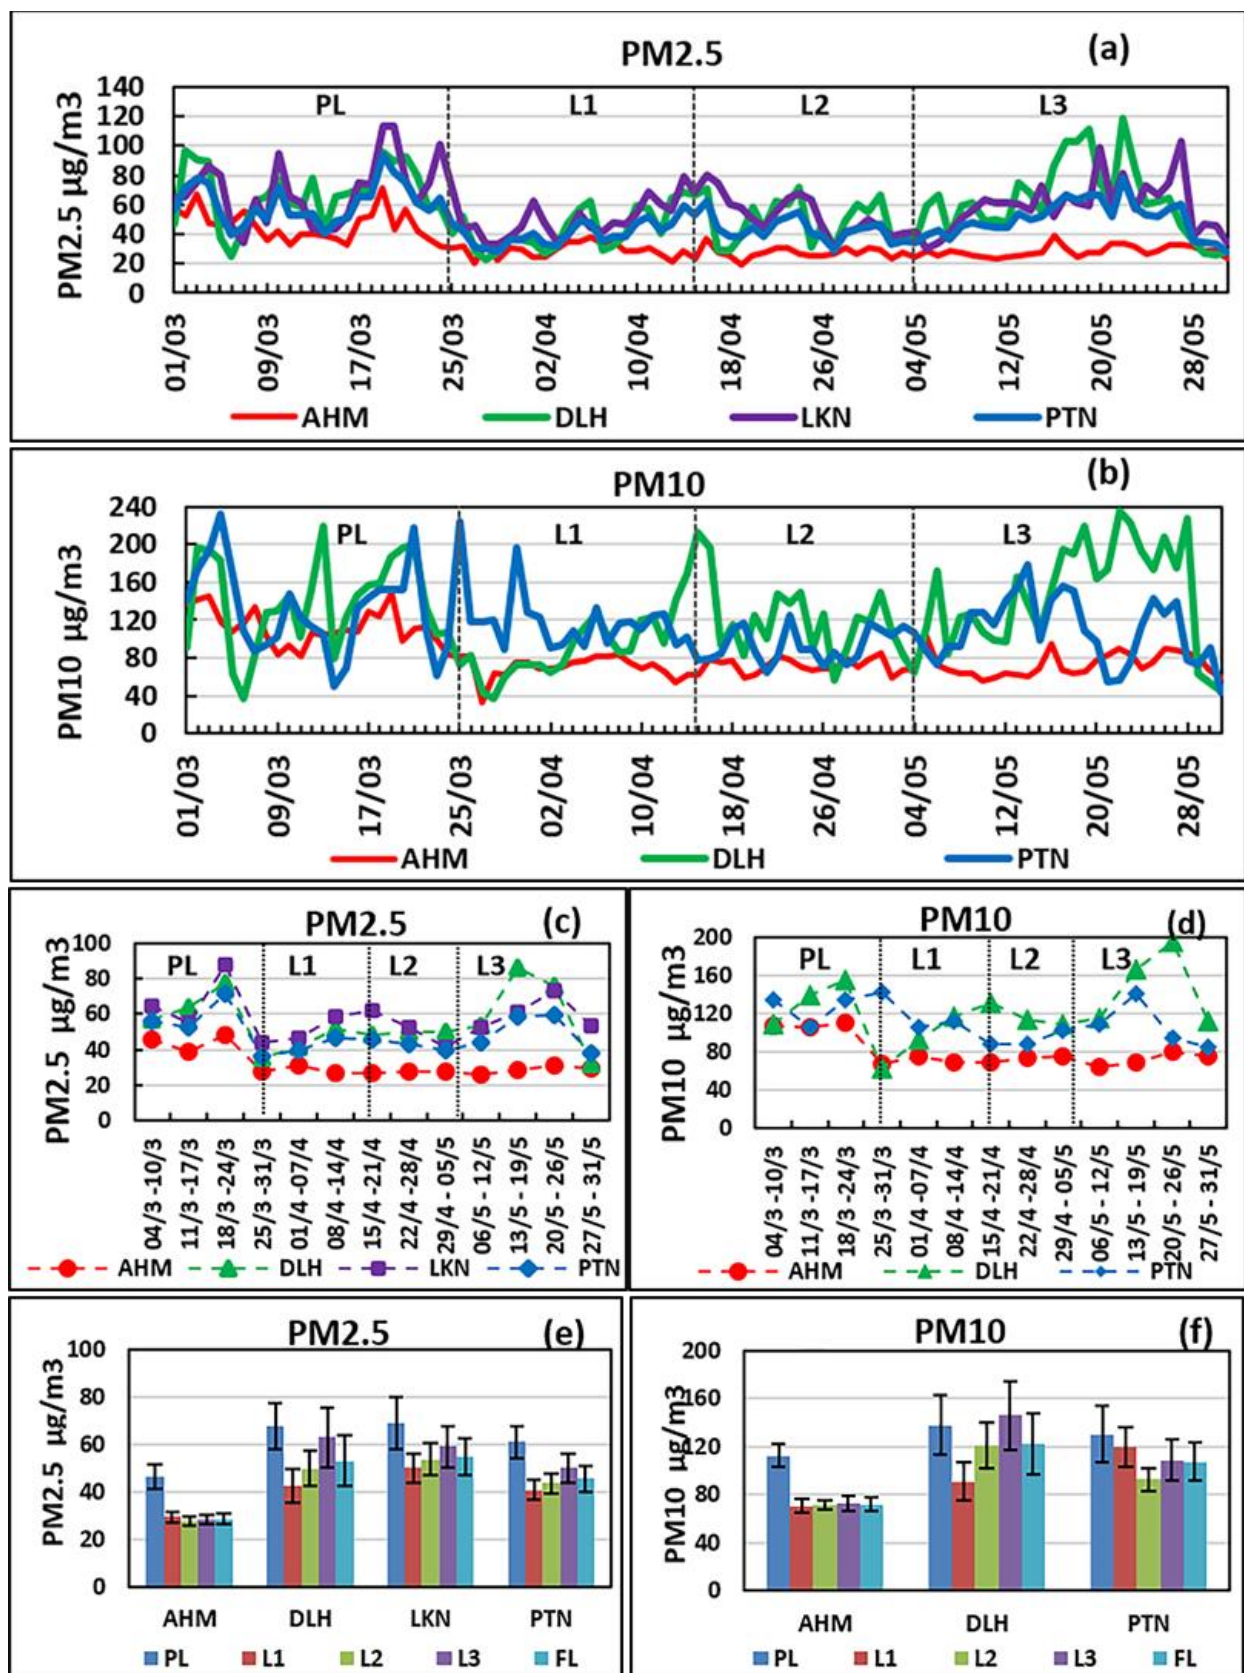 PM2.5 (a)
PM2.5 µg/m3
140
120
100
80
60
40
20
0
PL L1 L2 L3
01/03 09/03 17/03 25/03 02/04 10/04 18/04 26/04 04/05 12/05 20/05 28/05
AHM DLH LKN PTN
PM10 (b)
PM10 µg/m3
240
200
160
120
80
40
0
PL L1 L2 L3
01/03 09/03 17/03 25/03 02/04 10/04 18/04 26/04 04/05 12/05 20/05 28/05
AHM DLH PTN
PM2.5 (c)
PM2.5 µg/m3
100
80
60
40
20
0
PL L1 L2 L3
04/3 -10/3
11/3 -17/3
18/3 -24/3
25/3 -31/3
01/4 -07/4
08/4 -14/4
15/4 -21/4
22/4 -28/4
29/4 - 05/5
06/5 - 12/5
13/5 - 19/5
20/5 - 26/5
27/5 - 31/5
AHM DLH LKN PTN
PM10 (d)
PM10 µg/m3
200
160
120
80
40
0
PL L1 L2 L3
04/3 -10/3
11/3 -17/3
18/3 -24/3
25/3 -31/3
01/4 -07/4
08/4 -14/4
15/4 -21/4
22/4 -28/4
29/4 - 05/5
06/5 - 12/5
13/5 - 19/5
20/5 - 26/5
27/5 - 31/5
AHM DLH PTN
PM2.5 (e)
PM2.5 µg/m3
100
80
60
40
20
0
AHM DLH LKN PTN
PL L1 L2 L3 FL
PM10 (f)
PM10 µg/m3
200
160
120
80
40
0
AHM DLH PTN
PL L1 L2 L3 FL